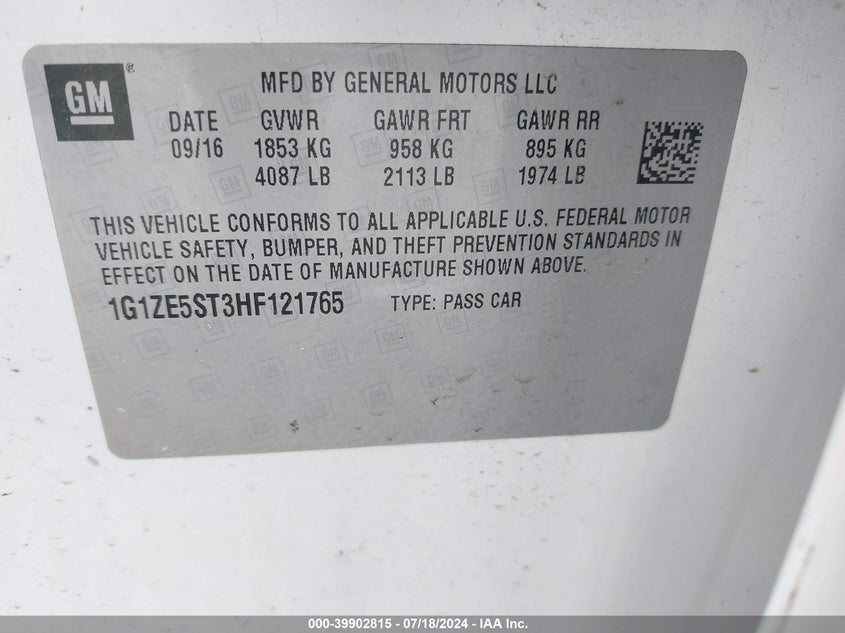 GM
MFD BY GENERAL MOTORS LLC
DATE GVWR GAWR FRT GAWR RR
09/16 1853 KG 958 KG 895 KG
4087 LB 2113 LB 1974 LB
THIS VEHICLE CONFORMS TO ALL APPLICABLE U.S. FEDERAL MOTOR
VEHICLE SAFETY, BUMPER, AND THEFT PREVENTION STANDARDS IN
EFFECT ON THE DATE OF MANUFACTURE SHOWN ABOVE.
1G1ZE5ST3HF121765 TYPE: PASS CAR
000-39902815 - 07/18/2024 - IAA Inc.